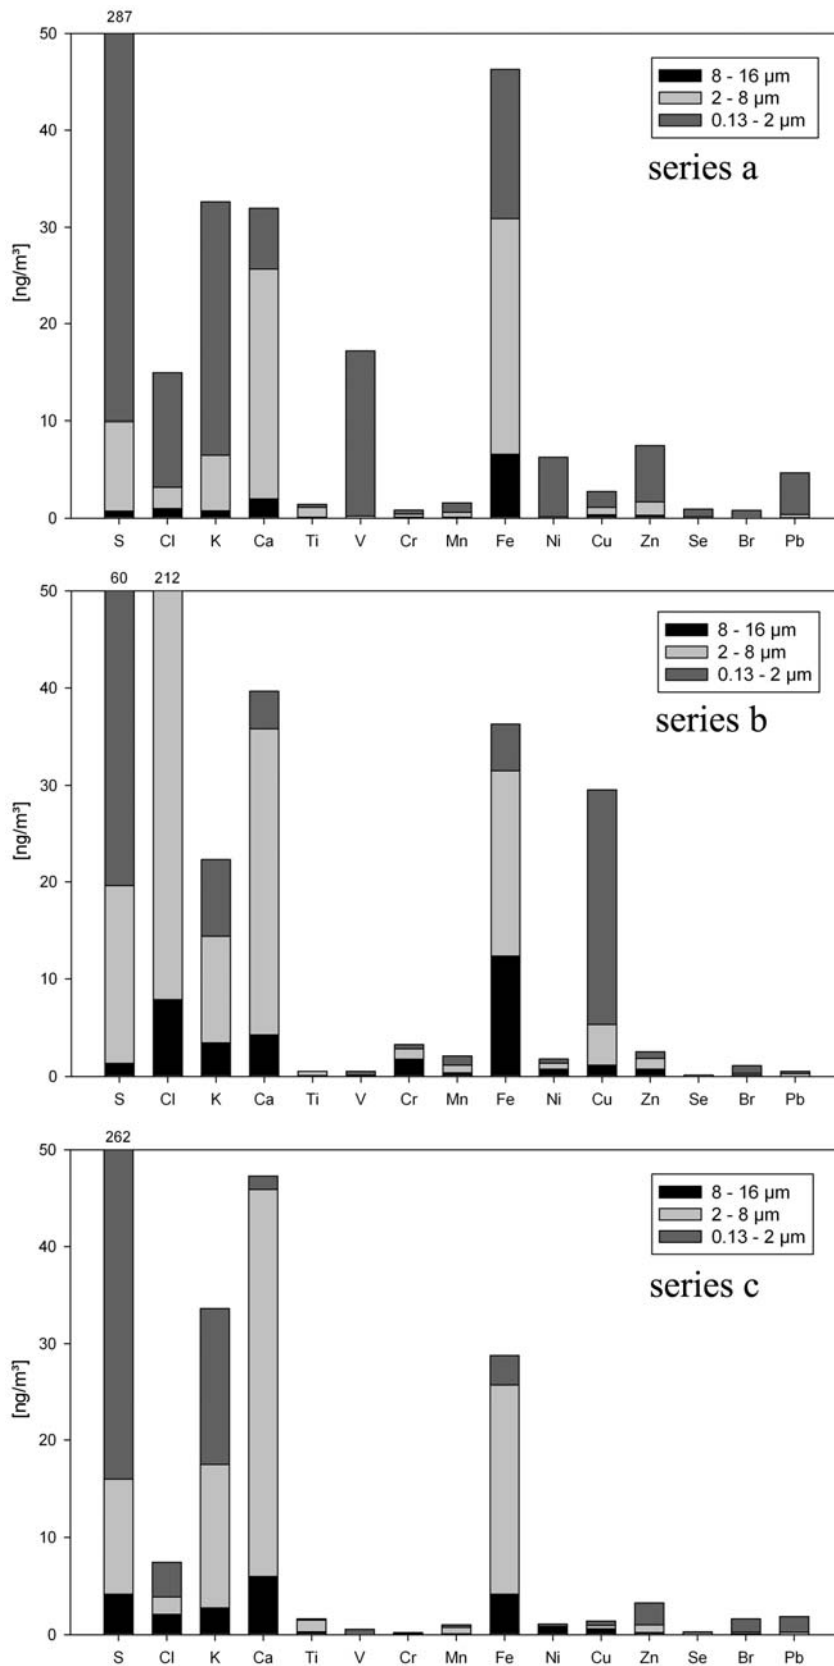 287
50
40
30
20
10
0
[ng/m³]
8 - 16 µm
2 - 8 µm
0.13 - 2 µm
series a
S Cl K Ca Ti V Cr Mn Fe Ni Cu Zn Se Br Pb
60 212
50
40
30
20
10
0
[ng/m³]
8 - 16 µm
2 - 8 µm
0.13 - 2 µm
series b
S Cl K Ca Ti V Cr Mn Fe Ni Cu Zn Se Br Pb
262
50
40
30
20
10
0
[ng/m³]
8 - 16 µm
2 - 8 µm
0.13 - 2 µm
series c
S Cl K Ca Ti V Cr Mn Fe Ni Cu Zn Se Br Pb